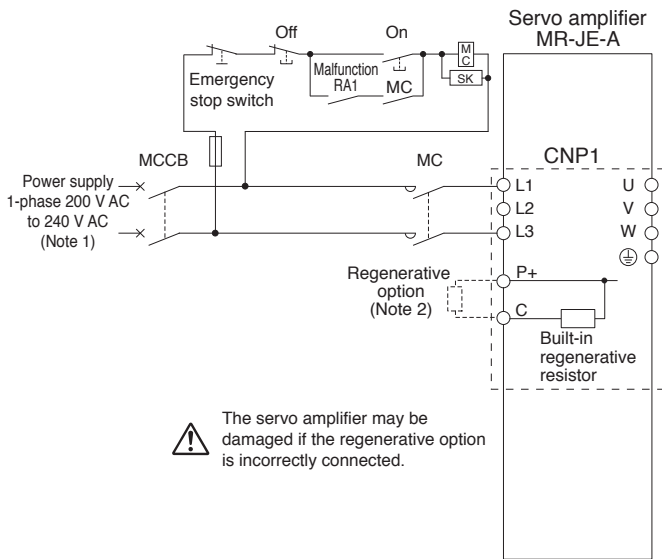 Servo amplifier
MR-JE-A
Off
On
Emergency
stop switch
Malfunction
RA1
MC
M
C
SK
MCCB
MC
CNP1
Power supply
1-phase 200 V AC
to 240 V AC
(Note 1)
L1
L2
L3
U
V
W
Regenerative
option
(Note 2)
P+
C
Built-in
regenerative
resistor
The servo amplifier may be
damaged if the regenerative option
is incorrectly connected.